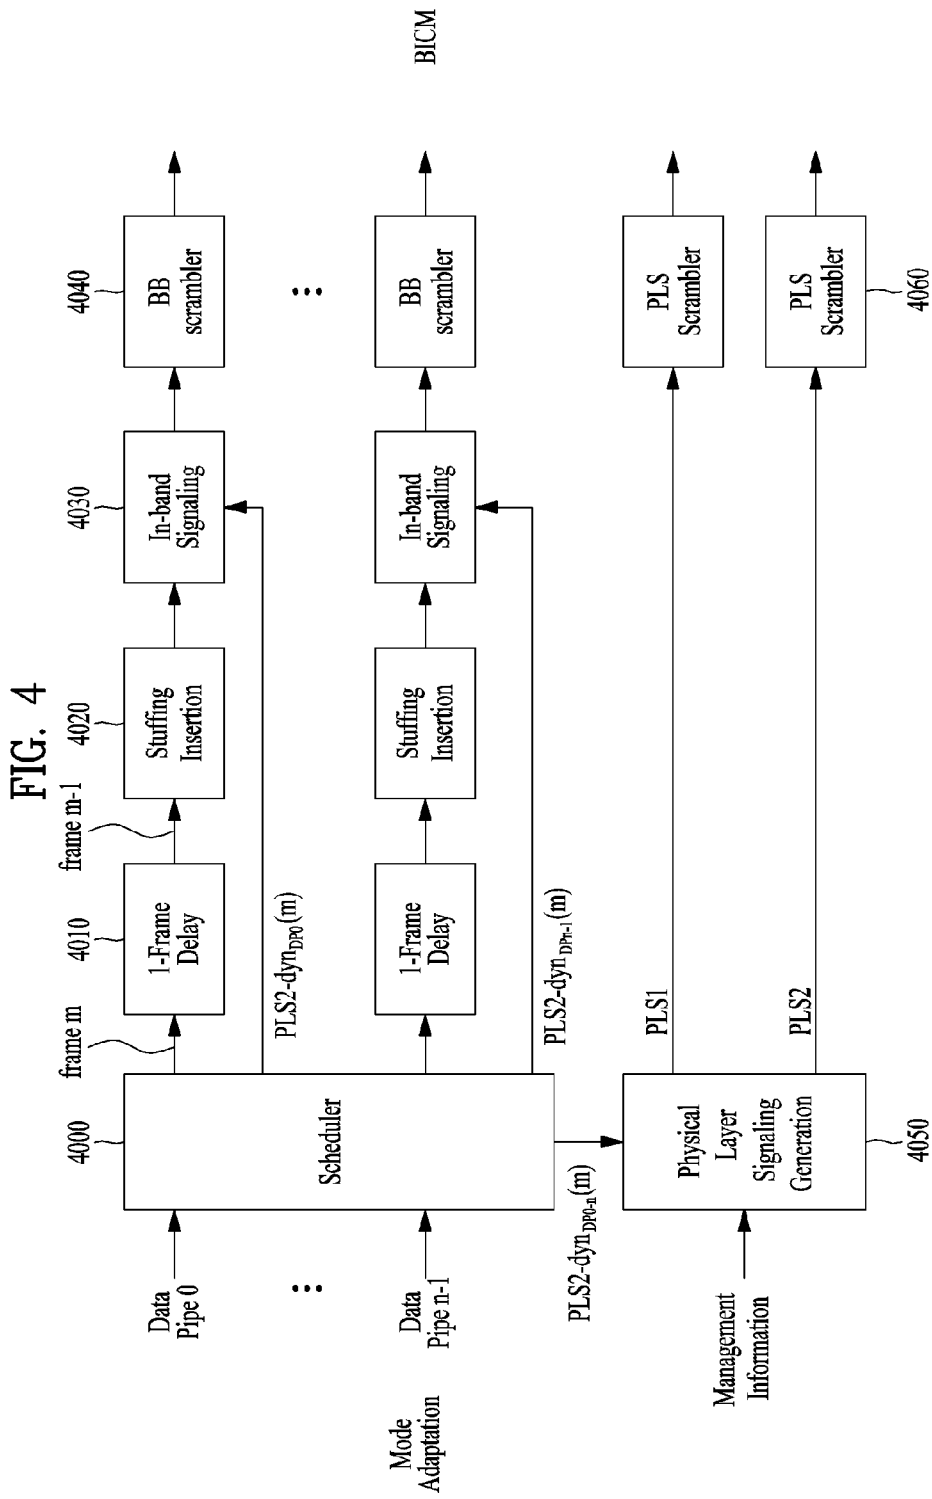 FIG. 4
4000
4010
4020
4030
4040
frame m
frame m-1
Data
Pipe 0
Scheduler
1-Frame
Delay
Stuffing
Insertion
In-band
Signaling
BB
scrambler
PLS2-dynDP0(m)
Mode
Adaptation
Data
Pipe n-1
1-Frame
Delay
Stuffing
Insertion
In-band
Signaling
BB
scrambler
BICM
PLS2-dynDPn-1(m)
PLS2-dynDP0-n(m)
Management
Information
Physical
Layer
Signaling
Generation
PLS1
PLS
Scrambler
PLS2
PLS
Scrambler
4050
4060